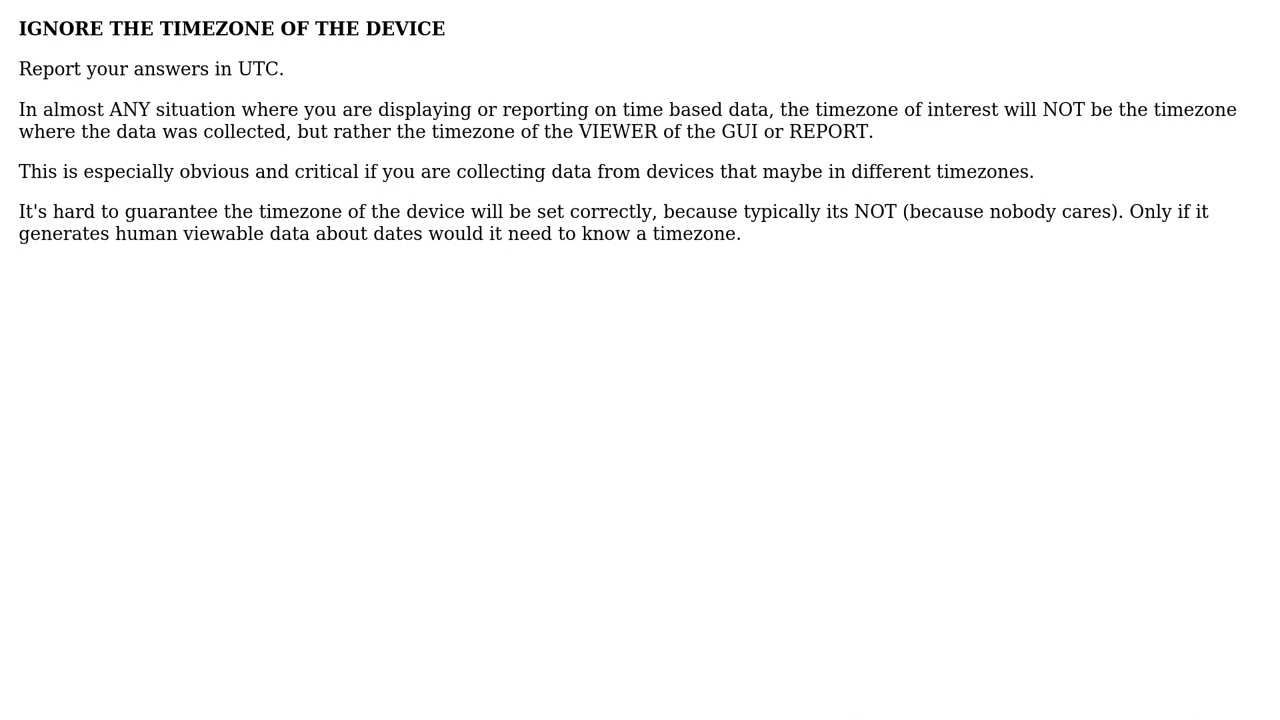 IGNORE THE TIMEZONE OF THE DEVICE
Report your answers in UTC.
In almost ANY situation where you are displaying or reporting on time based data, the timezone of interest will NOT be the timezone
where the data was collected, but rather the timezone of the VIEWER of the GUI or REPORT.
This is especially obvious and critical if you are collecting data from devices that maybe in different timezones.
It's hard to guarantee the timezone of the device will be set correctly, because typically its NOT (because nobody cares). Only if it
generates human viewable data about dates would it need to know a timezone.